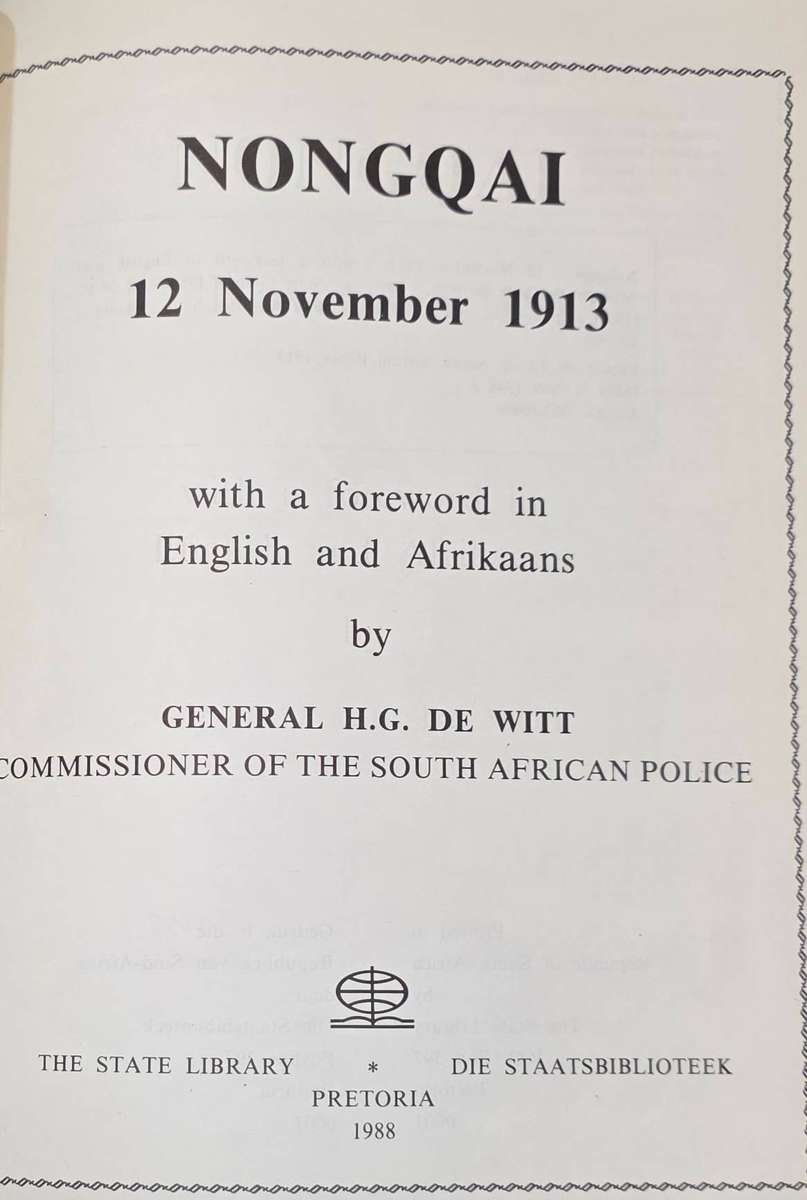 NONGQAI
12 November 1913
with a foreword in
English and Afrikaans
by
GENERAL H.G. DE WITT
COMMISSIONER OF THE SOUTH AFRICAN POLICE
THE STATE LIBRARY * DIE STAATSBIBLIOTEEK
PRETORIA
1988